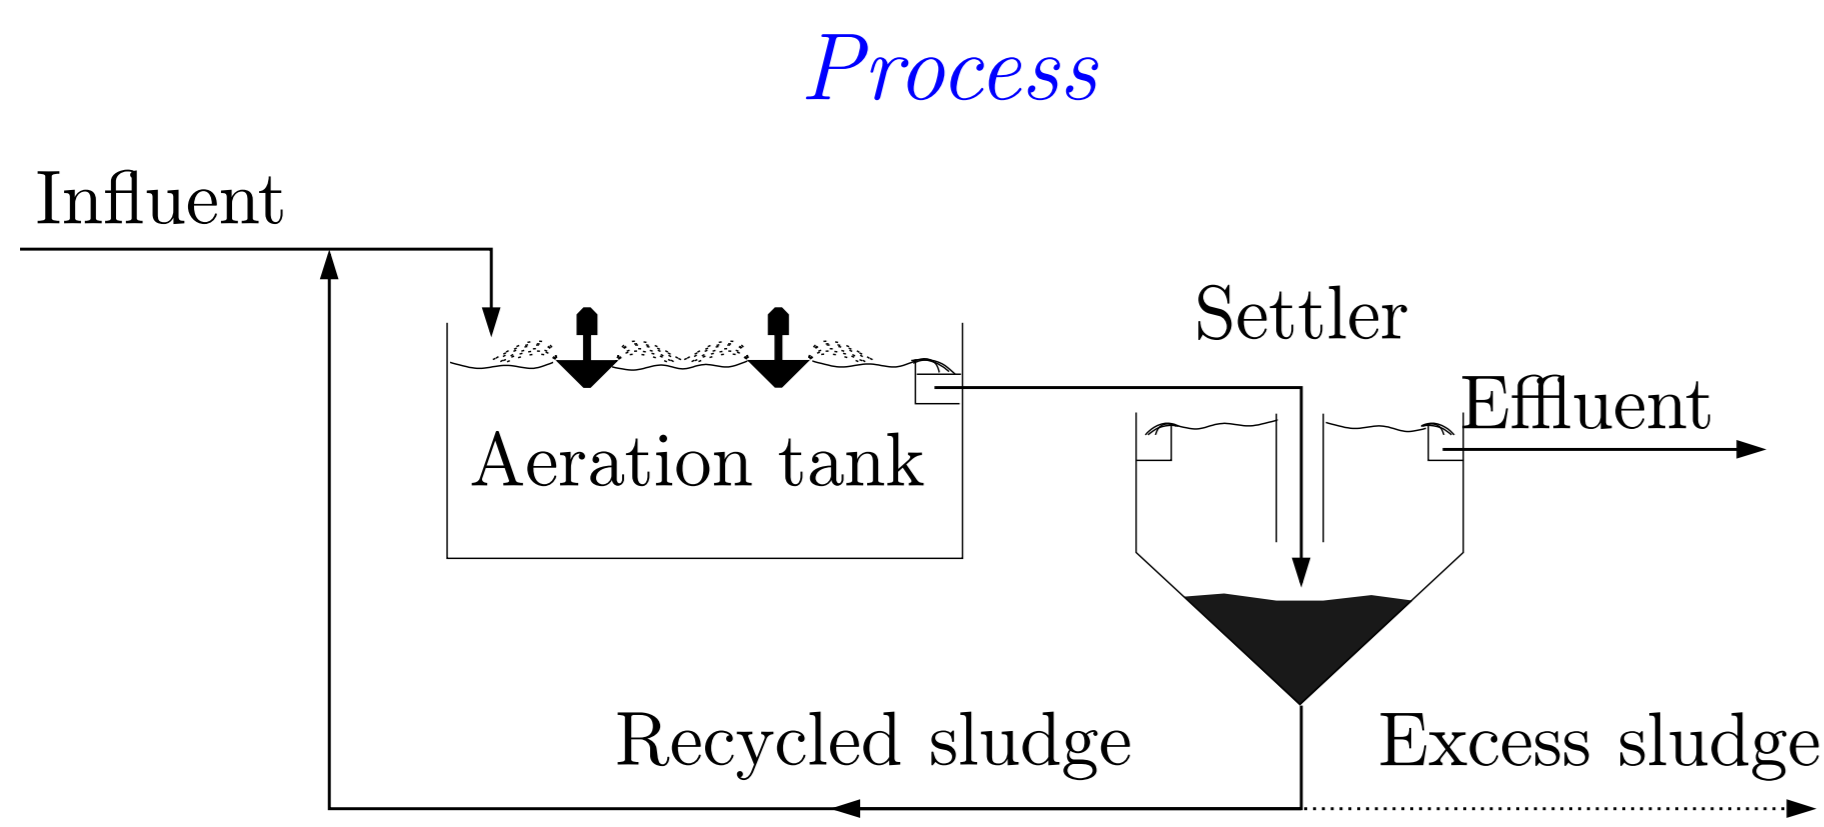 Process
Influent
Settler
Effluent
Aeration tank
Recycled sludge
Excess sludge